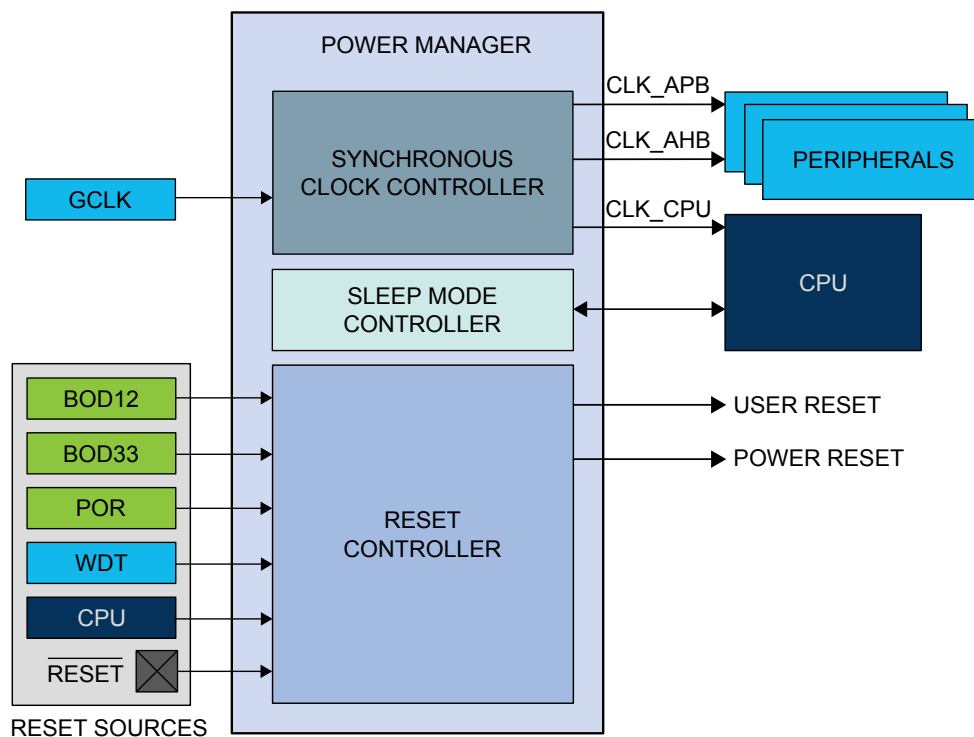 POWER MANAGER
CLK_APB
SYNCHRONOUS
CLOCK CONTROLLER
CLK_AHB
PERIPHERALS
GCLK
CLK_CPU
CPU
SLEEP MODE
CONTROLLER
BOD12
USER RESET
BOD33
POWER RESET
POR
RESET
CONTROLLER
WDT
CPU
RESET
RESET SOURCES